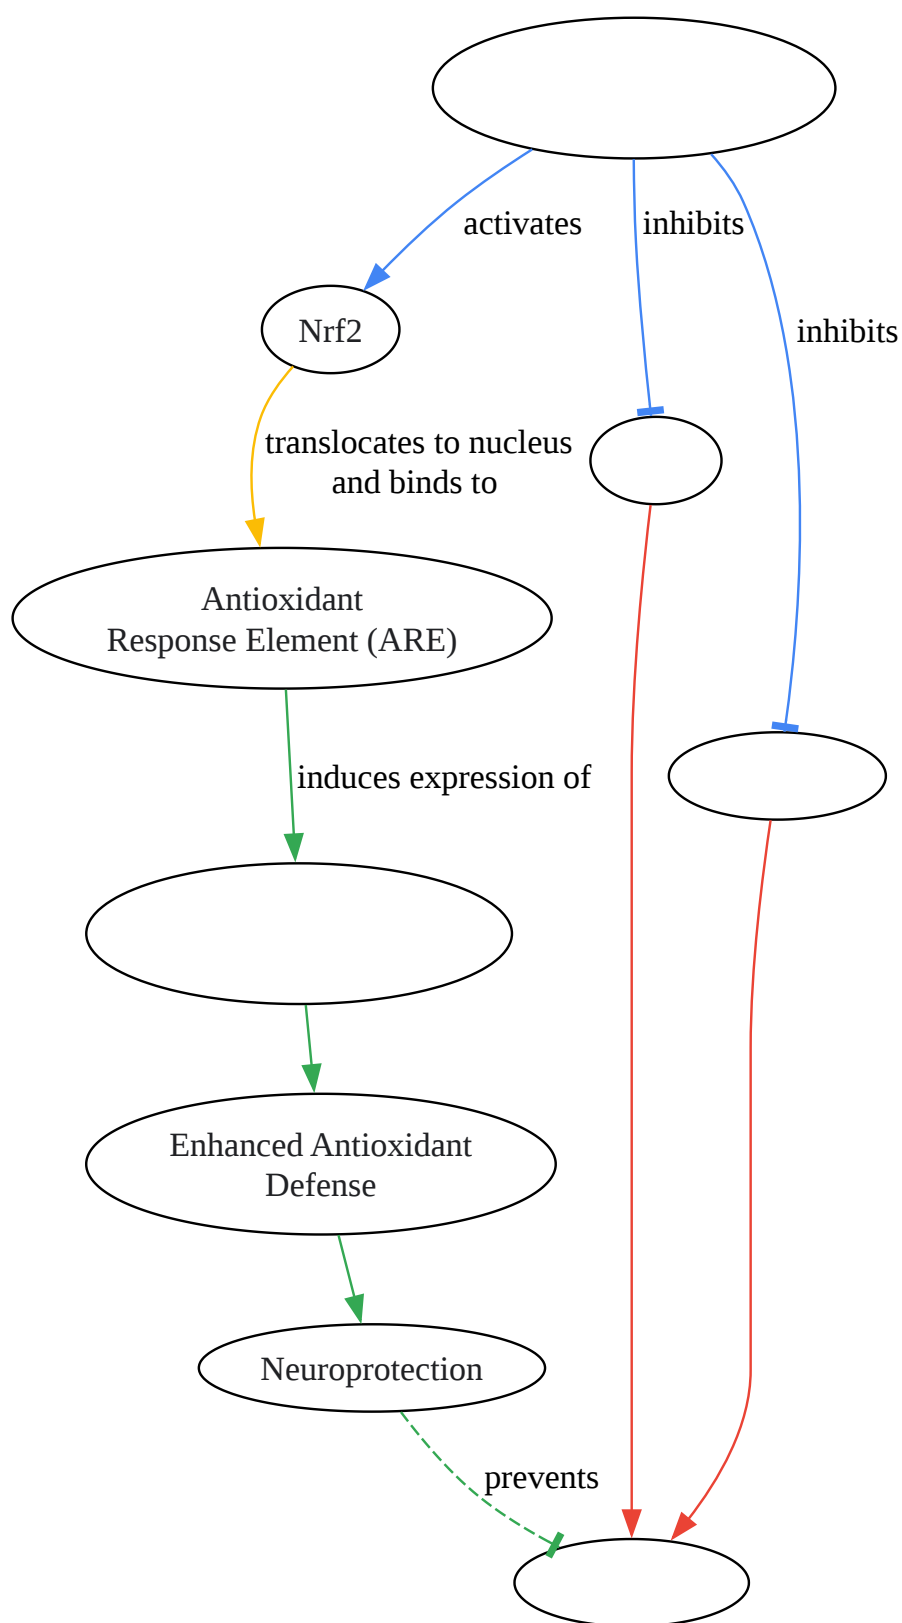 activates
inhibits
inhibits
Nrf2
translocates to nucleus
and binds to
Antioxidant
Response Element (ARE)
induces expression of
Enhanced Antioxidant
Defense
Neuroprotection
prevents